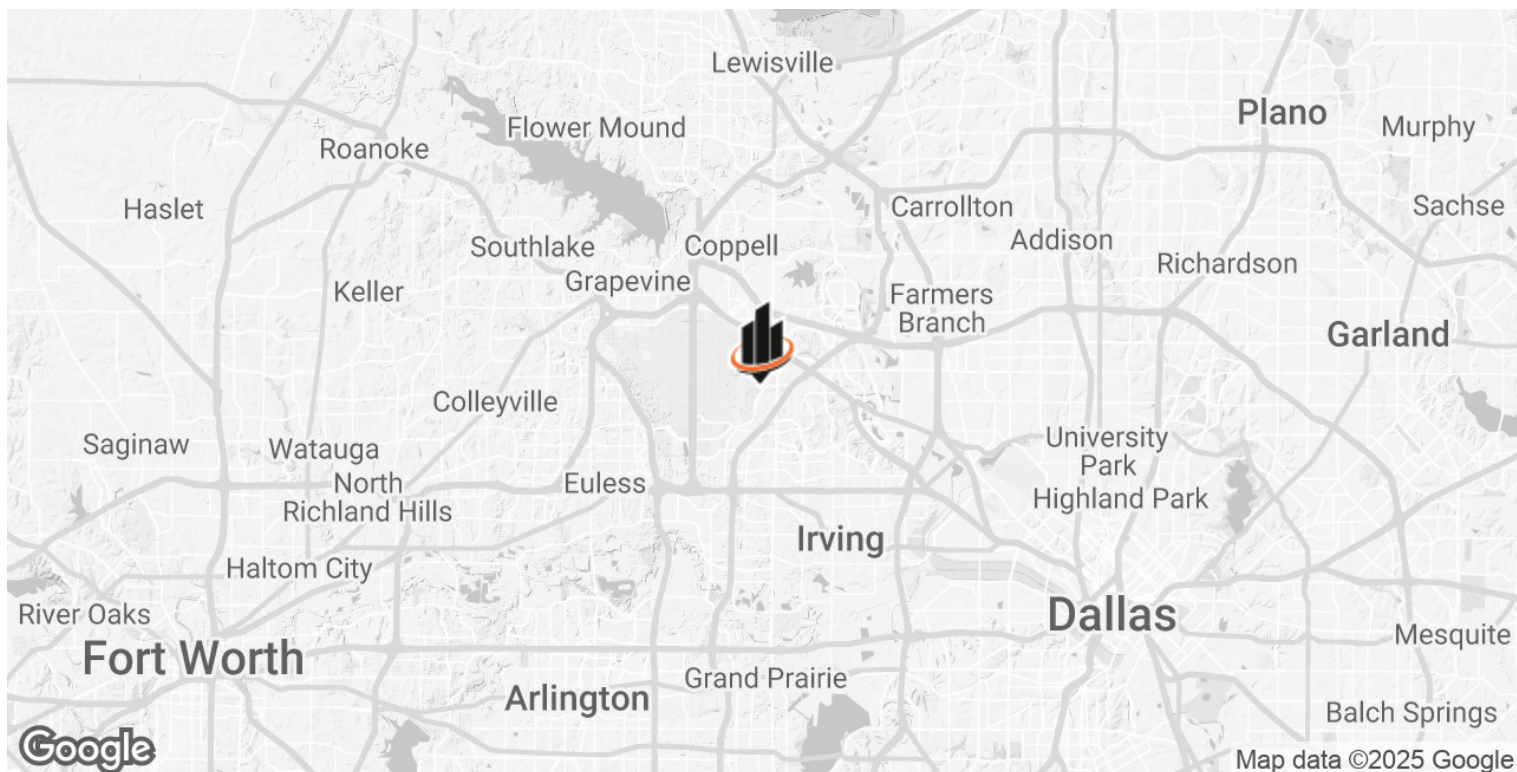 Lewisville
Plano
Flower Mound
Murphy
Roanoke
Haslet
Carrollton
Sachse
Southlake
Coppell
Addison
Richardson
Keller
Grapevine
Farmers
Branch
Garland
Colleyville
Saginaw
Watauga
University
Park
North
Richland Hills
Euless
Highland Park
Irving
Haltom City
River Oaks
Dallas
Mesquite
Fort Worth
Grand Prairie
Arlington
Balch Springs
Google
Map data ©2025 Google